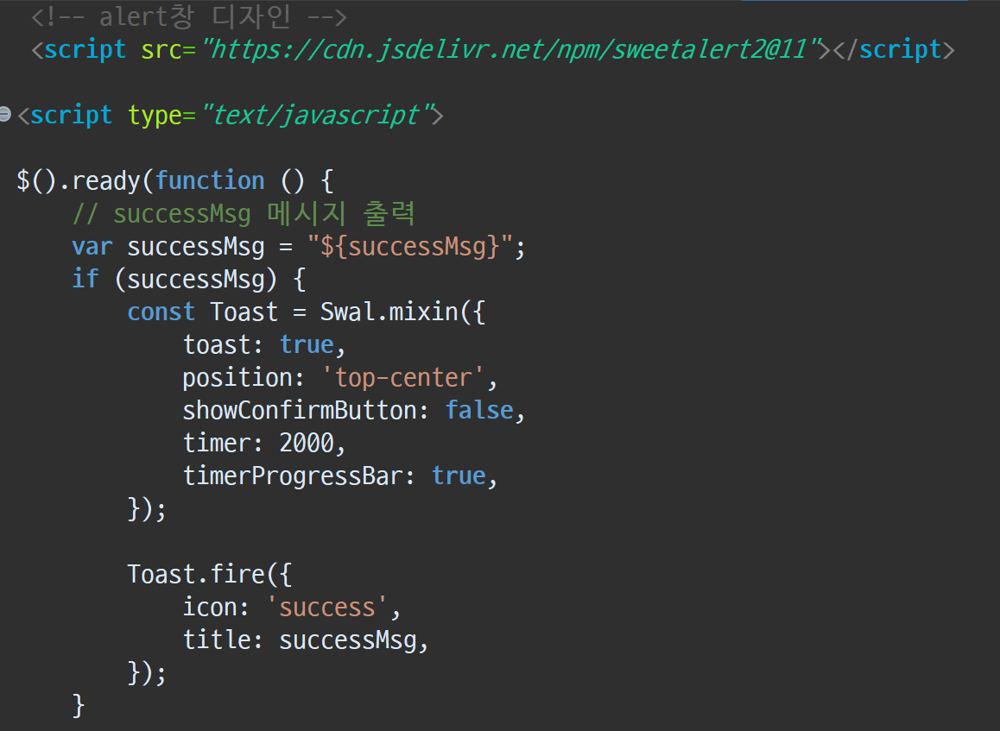 <!-- alert창 디자인 -->
<script src="https://cdn.jsdelivr.net/npm/sweetalert2@11"></script>
<script type="text/javascript">
$().ready(function () {
// successMsg 메시지 출력
var successMsg = "${successMsg}";
if (successMsg) {
const Toast = Swal.mixin({
toast: true,
position: 'top-center',
showConfirmButton: false,
timer: 2000,
timerProgressBar: true,
});
Toast.fire({
icon: 'success',
title: successMsg,
});
}